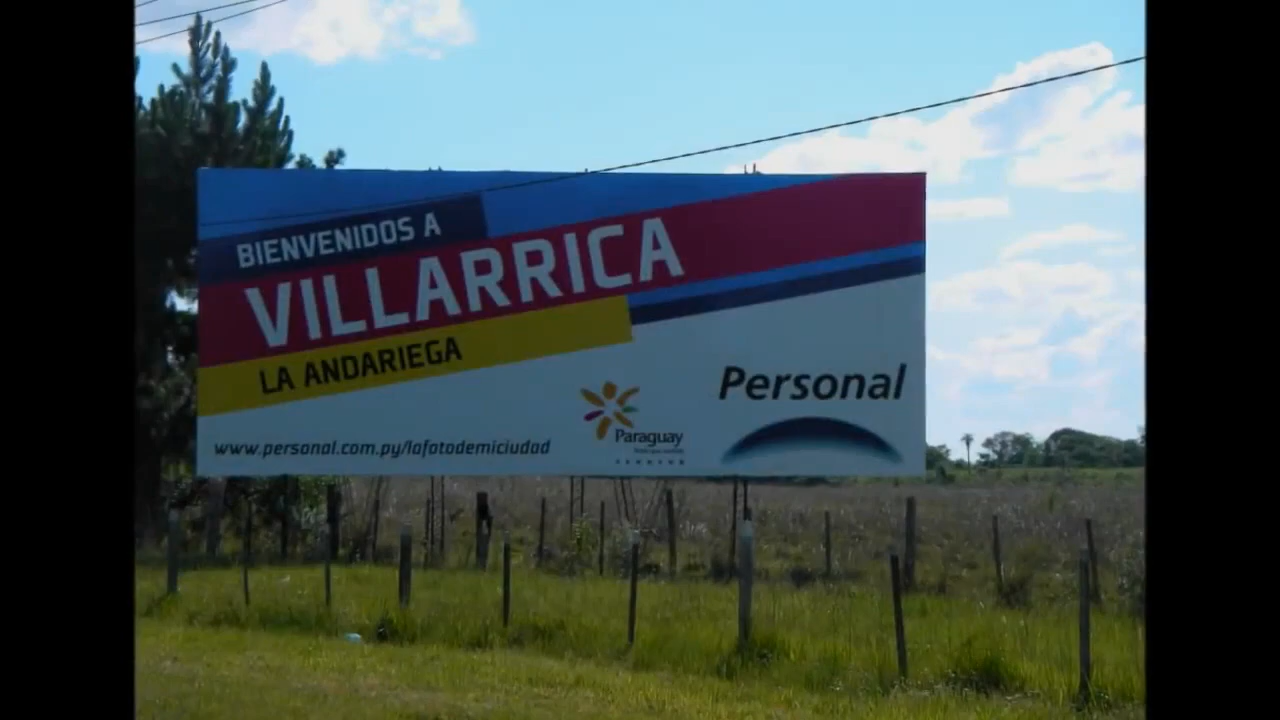 BIENVENIDOS A
VILLARRICA
LA ANDARIEGA
Personal
Paraguay
www.personal.com.py/lafotodemiciudad